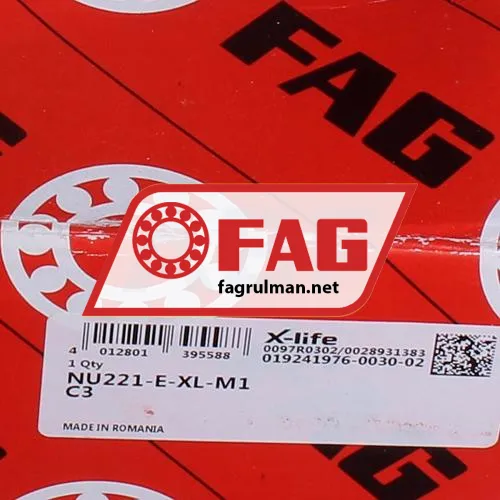 FAG
FAG
fagrulman.net
4 012801 395588
X-life
0097R0302/0028931383
019241976-0030-02
1 Qty
NU221-E-XL-M1
C3
MADE IN ROMANIA